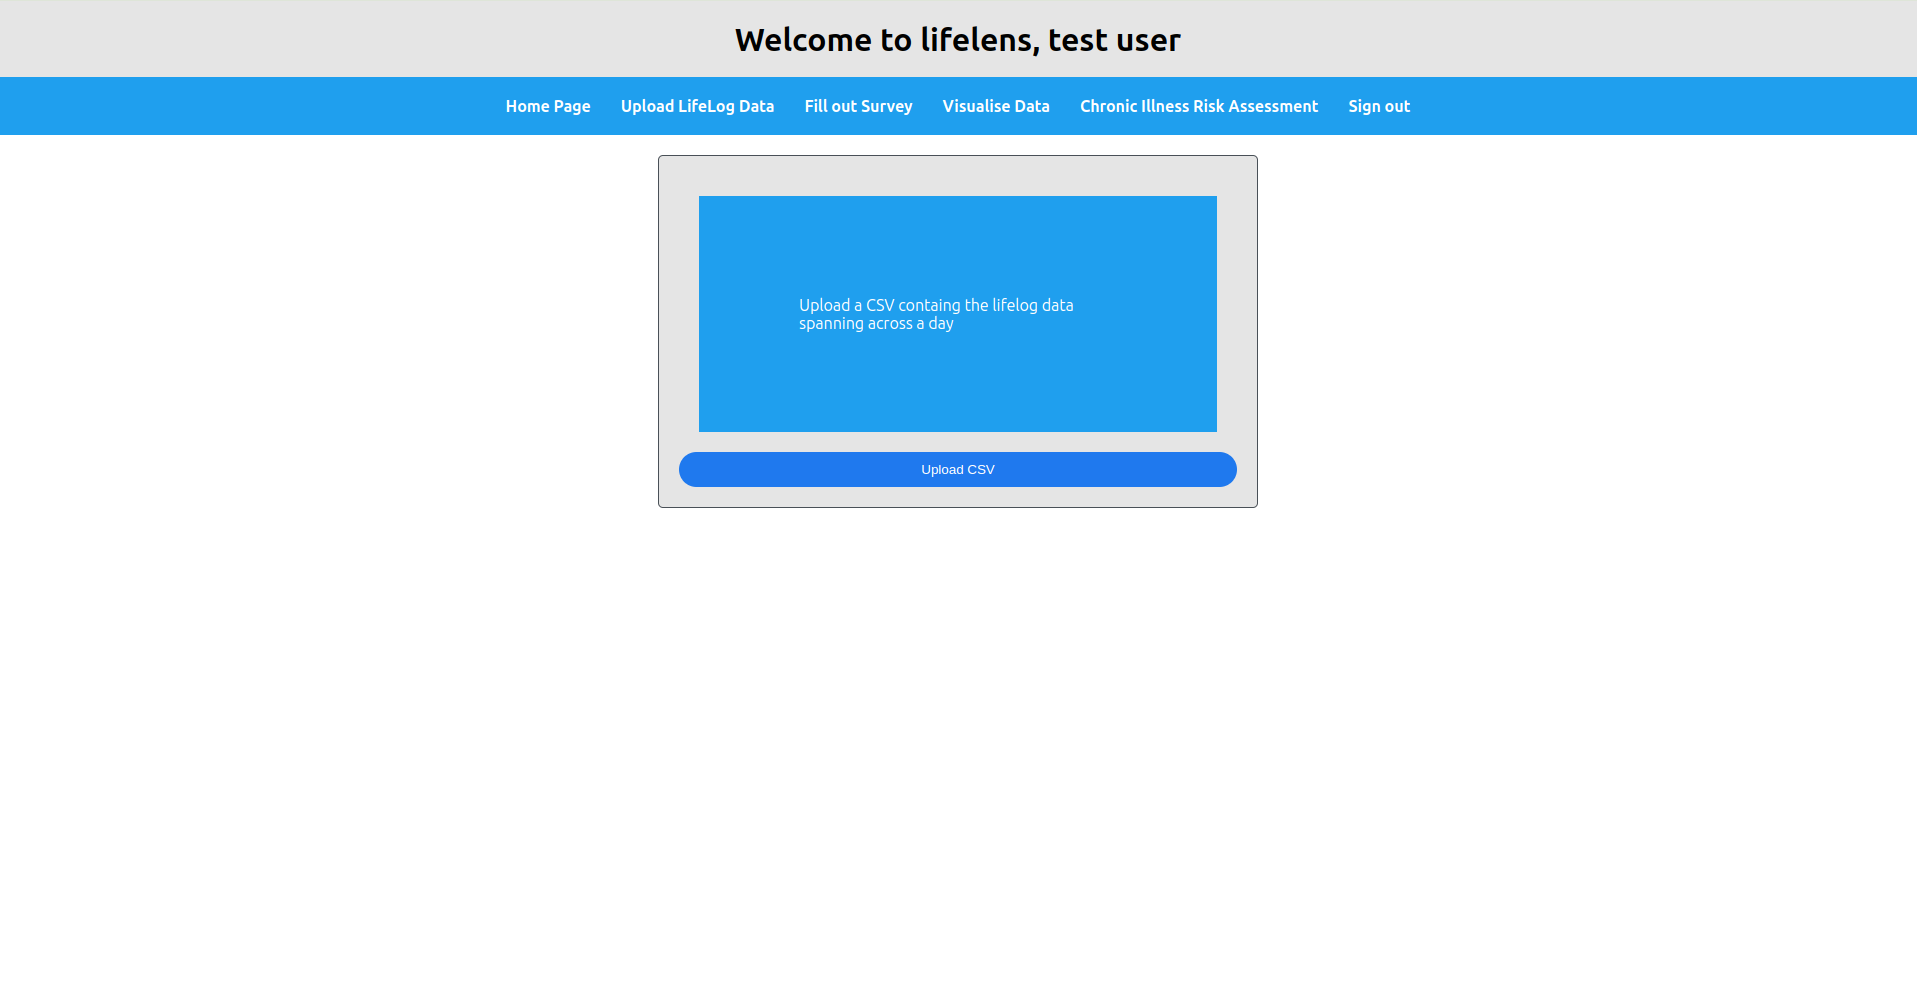 Welcome to lifelens, test user
Home Page Upload LifeLog Data Fill out Survey Visualise Data Chronic Illness Risk Assessment Sign out
Upload a CSV containg the lifelog data
spanning across a day
Upload CSV